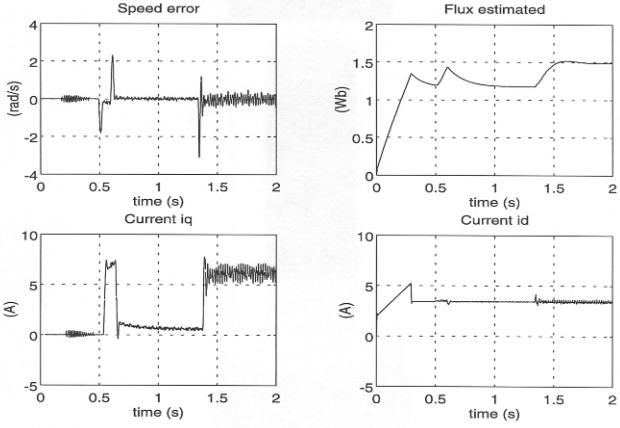 Speed error
Flux estimated
4
2
0
-2
-4
(rad/s)
0 0.5 1 1.5 2
time (s)
2
1.5
1
0.5
0
(Wb)
0 0.5 1 1.5 2
time (s)
Current iq
Current id
10
5
0
-5
(A)
0 0.5 1 1.5 2
time (s)
10
5
0
-5
(A)
0 0.5 1 1.5 2
time (s)